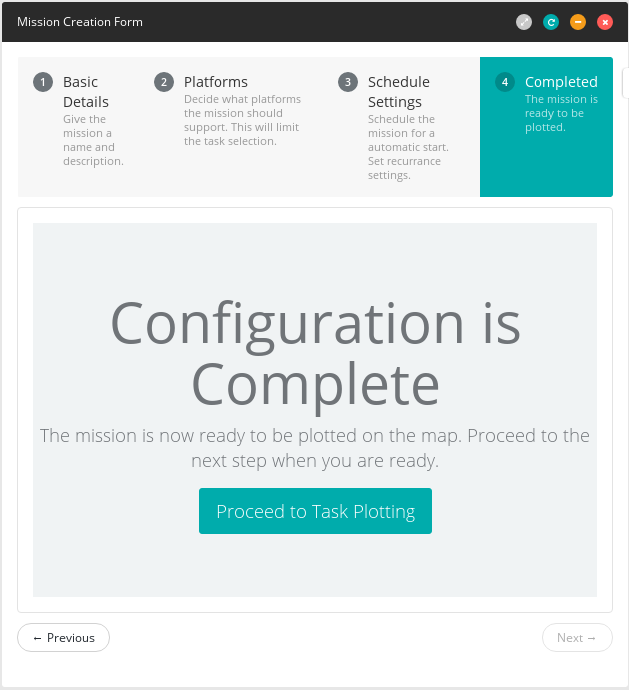 Mission Creation Form
1
Basic
Details
Give the
mission a
name and
description.
2
Platforms
Decide what platforms
the mission should
support. This will limit
the task selection.
3
Schedule
Settings
Schedule the
mission for a
automatic start.
Set recurrance
settings.
4
Completed
The mission is
ready to be
plotted.
Configuration is
Complete
The mission is now ready to be plotted on the map. Proceed to the
next step when you are ready.
Proceed to Task Plotting
← Previous
Next →